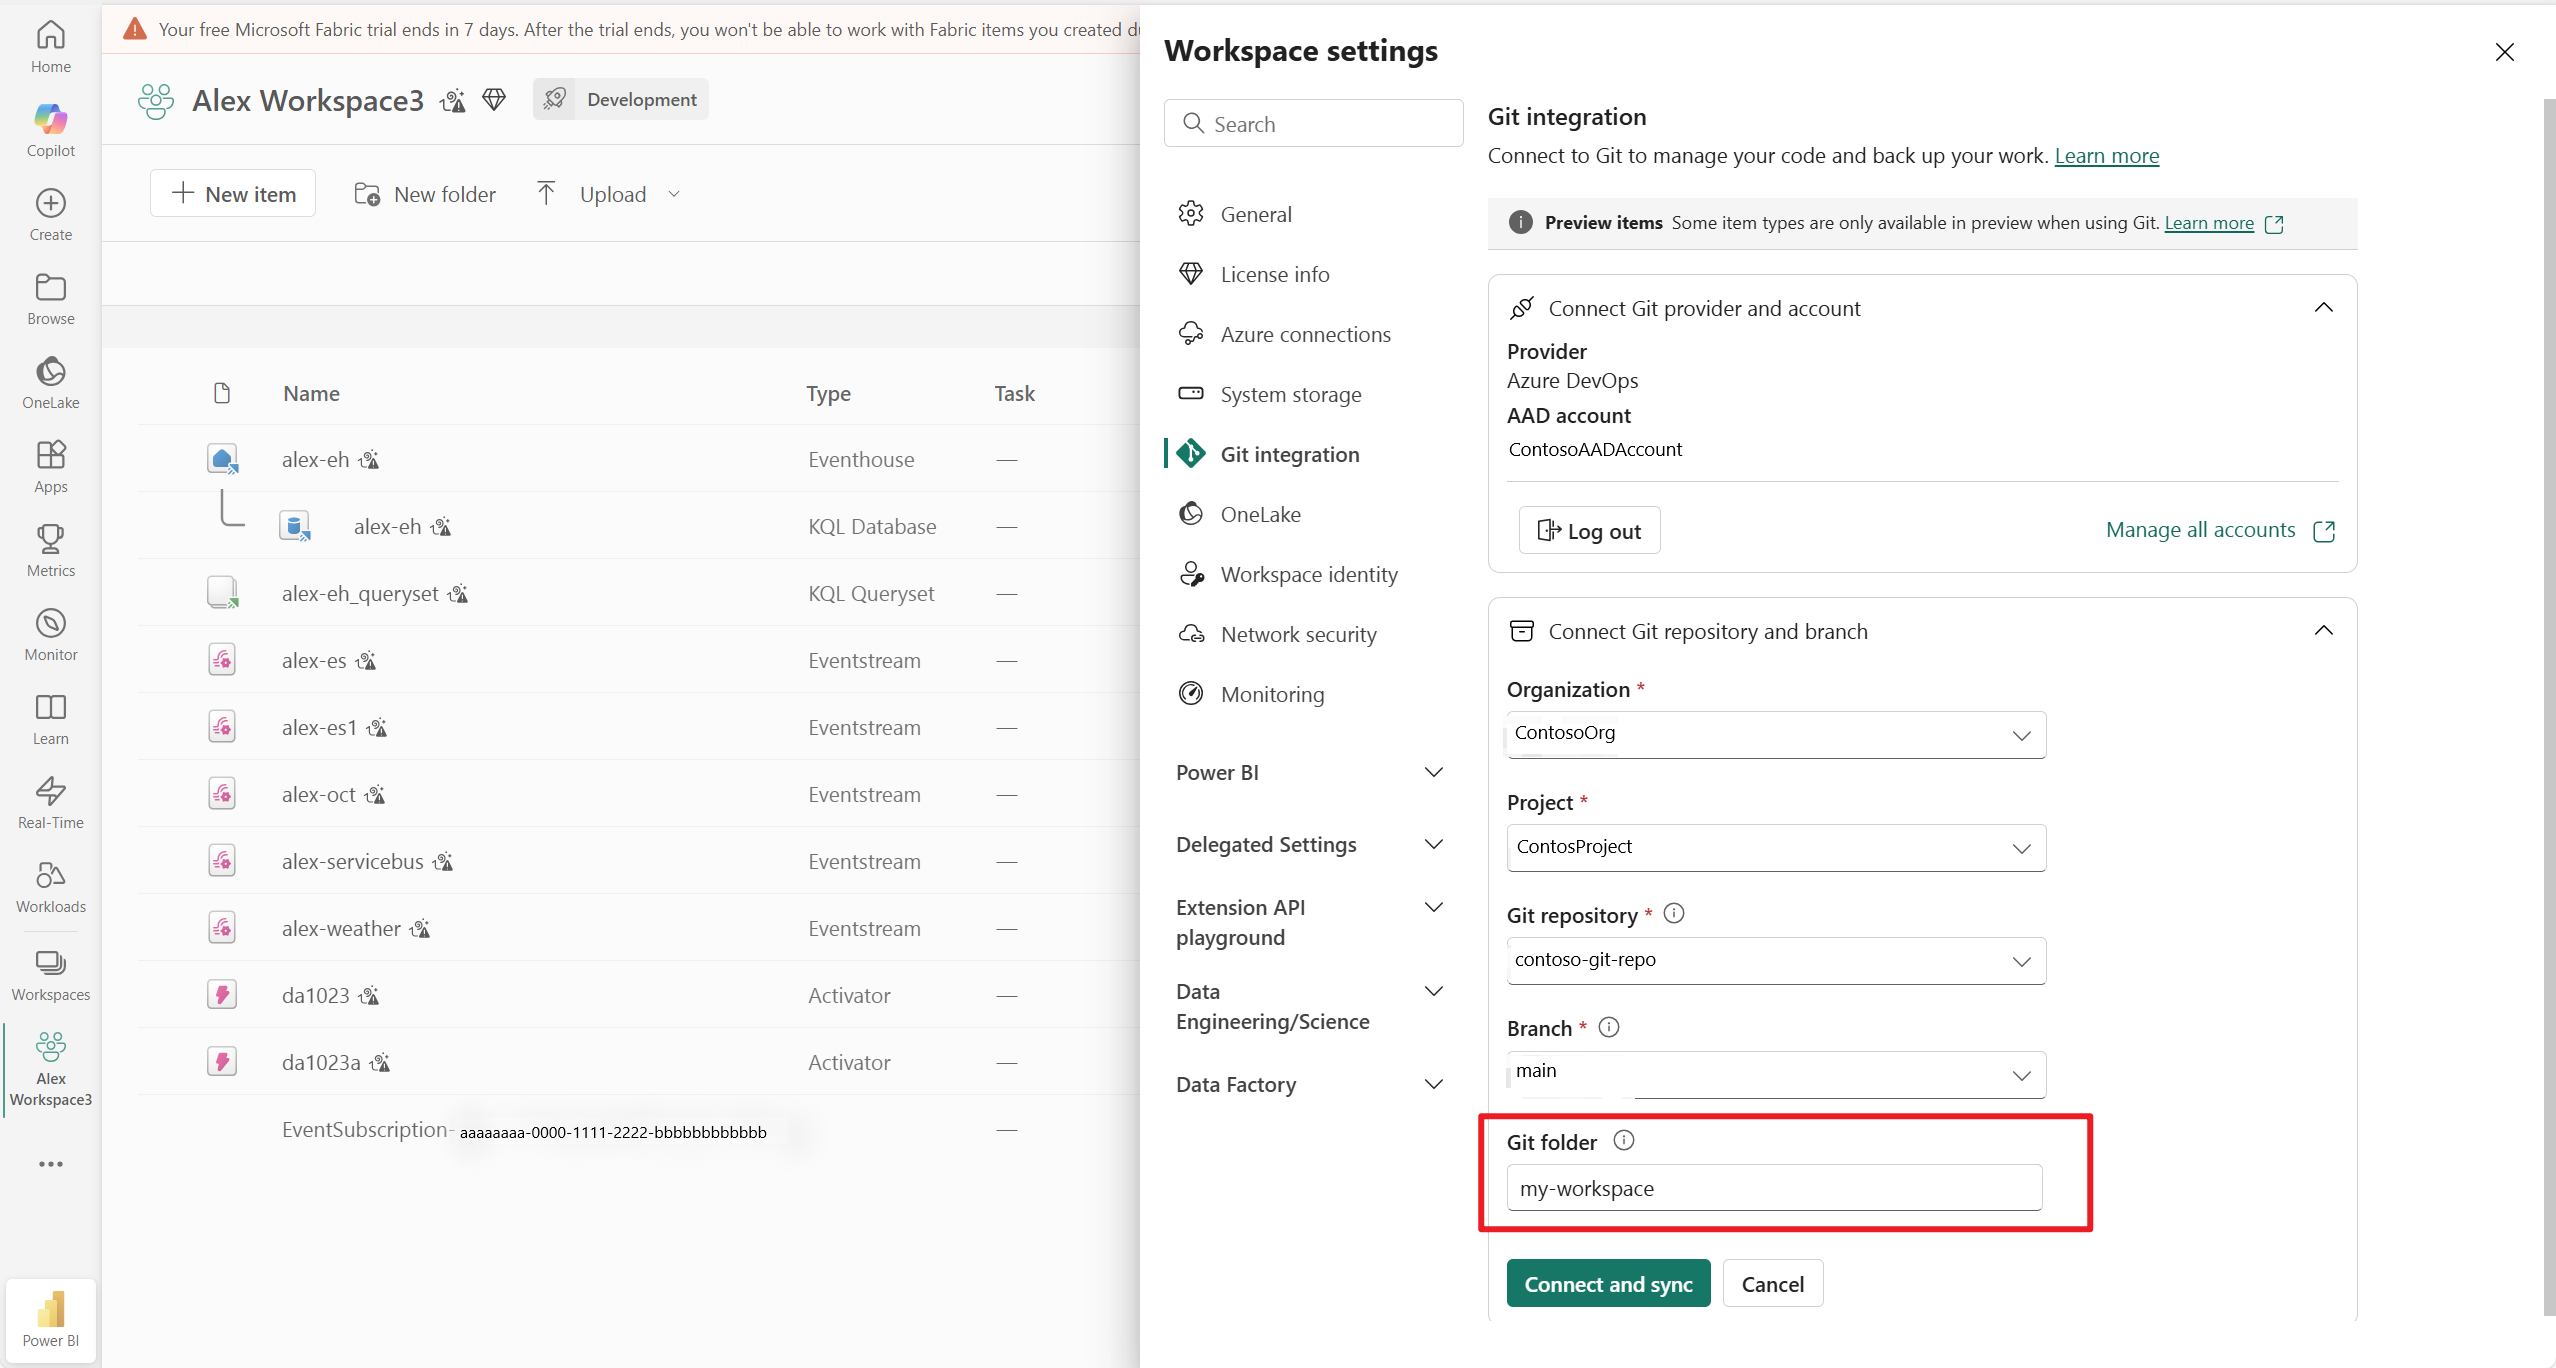 Home
Copilot
Create
Browse
OneLake
Apps
Metrics
Monitor
Learn
Real-Time
Workloads
Workspaces
Alex
Workspace3
Power BI
Your free Microsoft Fabric trial ends in 7 days. After the trial ends, you won't be able to work with Fabric items you created
Alex Workspace3
Development
New item
New folder
Upload
Name Type Task
alex-eh Eventhouse —
alex-eh KQL Database —
alex-eh_queryset KQL Queryset —
alex-es Eventstream —
alex-es1 Eventstream —
alex-oct Eventstream —
alex-servicebus Eventstream —
alex-weather Eventstream —
da1023 Activator —
da1023a Activator —
EventSubscription-aaaaaaaa-0000-1111-2222-bbbbbbbbbbbb —
Workspace settings
Search
General
License info
Azure connections
System storage
Git integration
OneLake
Workspace identity
Network security
Monitoring
Power BI
Delegated Settings
Extension API
playground
Data
Engineering/Science
Data Factory
Git integration
Connect to Git to manage your code and back up your work. Learn more
Preview items Some item types are only available in preview when using Git. Learn more
Connect Git provider and account
Provider
Azure DevOps
AAD account
ContosoAADAccount
Log out
Manage all accounts
Connect Git repository and branch
Organization *
ContosoOrg
Project *
ContosProject
Git repository *
contoso-git-repo
Branch *
main
Git folder
my-workspace
Connect and sync
Cancel